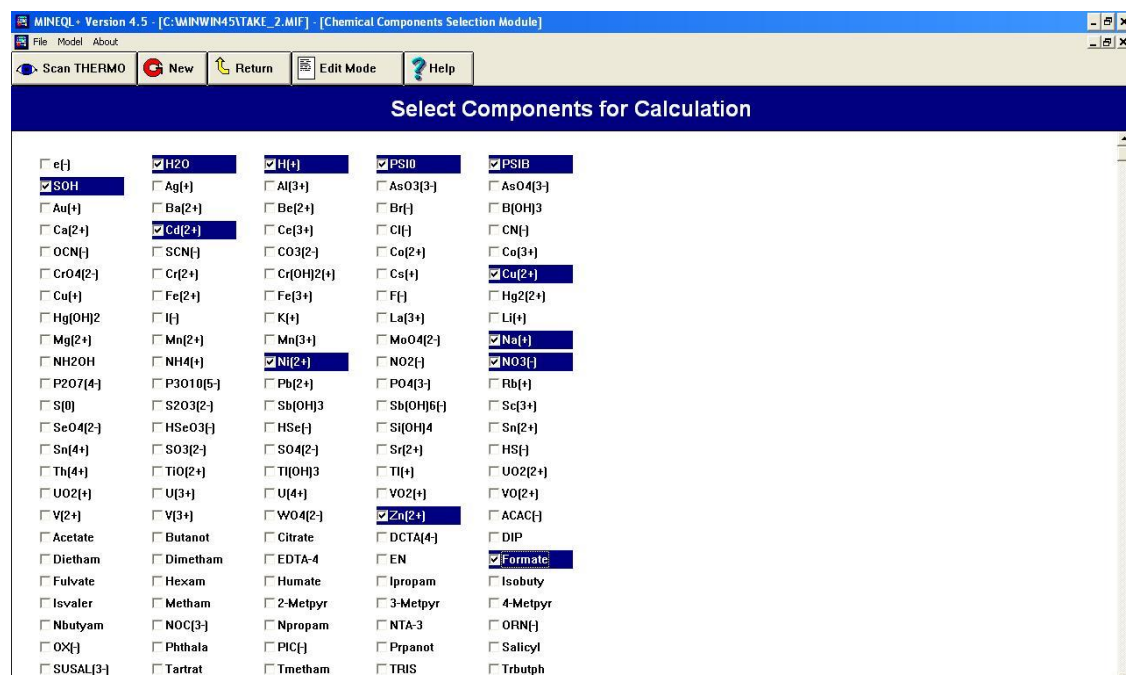 MINEQL+ Version 4.5 - [C:\MINWIN45\TAKE_2.MIF] - [Chemical Components Selection Module]
File Model About
Scan THERMO New Return Edit Mode Help
Select Components for Calculation
e(-) H2O H(+) PSI0 PSIB
SOH Ag(+) Al(3+) AsO3(3-) AsO4(3-)
Au(+) Ba(2+) Be(2+) Br(-) B(OH)3
Ca(2+) Cd(2+) Ce(3+) Cl(-) CN(-)
OCN(-) SCN(-) CO3(2-) Co(2+) Co(3+)
CrO4(2-) Cr(2+) Cr(OH)2(+) Cs(+) Cu(2+)
Cu(+) Fe(2+) Fe(3+) F(-) Hg2(2+)
Hg(OH)2 I(-) K(+) La(3+) Li(+)
Mg(2+) Mn(2+) Mn(3+) MoO4(2-) Na(+)
NH2OH NH4(+) Ni(2+) NO2(-) NO3(-)
P2O7(4-) P3O10(5-) Pb(2+) PO4(3-) Rb(+)
S(0) S2O3(2-) Sb(OH)3 Sb(OH)6(-) Sc(3+)
SeO4(2-) HSeO3(-) HSe(-) Si(OH)4 Sn(2+)
Sn(4+) SO3(2-) SO4(2-) Sr(2+) HS(-)
Th(4+) TiO(2+) Tl(OH)3 Tl(+) UO2(2+)
UO2(+) U(3+) U(4+) VO2(+) VO(2+)
V(2+) V(3+) WO4(2-) Zn(2+) ACAC(-)
Acetate Butanot Citrate DCTA(4-) DIP
Dietham Dimetham EDTA-4 EN Formate
Fulvate Hexam Humate Ipropam Isobuty
Isvaler Metham 2-Metpyr 3-Metpyr 4-Metpyr
Nbutyam NOC(3-) Npropam NTA-3 ORN(-)
OX(-) Phthala PIC(-) Prpanot Salicyl
SUSAL(3-) Tartrat Tmetham TRIS Trbutph